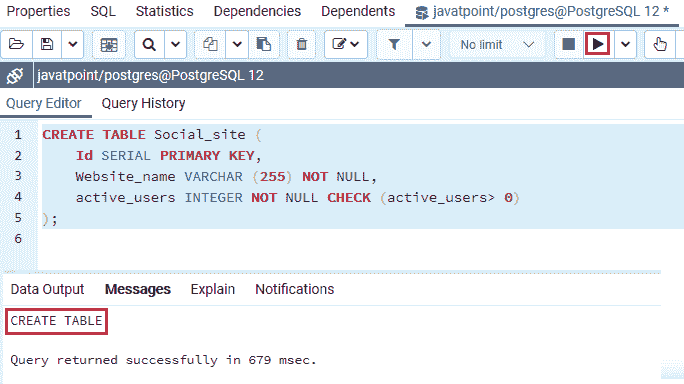 Properties SQL Statistics Dependencies Dependents javatpoint/postgres@PostgreSQL 12 *
No limit
javatpoint/postgres@PostgreSQL 12
Query Editor Query History
1 CREATE TABLE Social_site (
2 Id SERIAL PRIMARY KEY,
3 Website_name VARCHAR (255) NOT NULL,
4 active_users INTEGER NOT NULL CHECK (active_users> 0)
5 );
6
Data Output Messages Explain Notifications
CREATE TABLE
Query returned successfully in 679 msec.